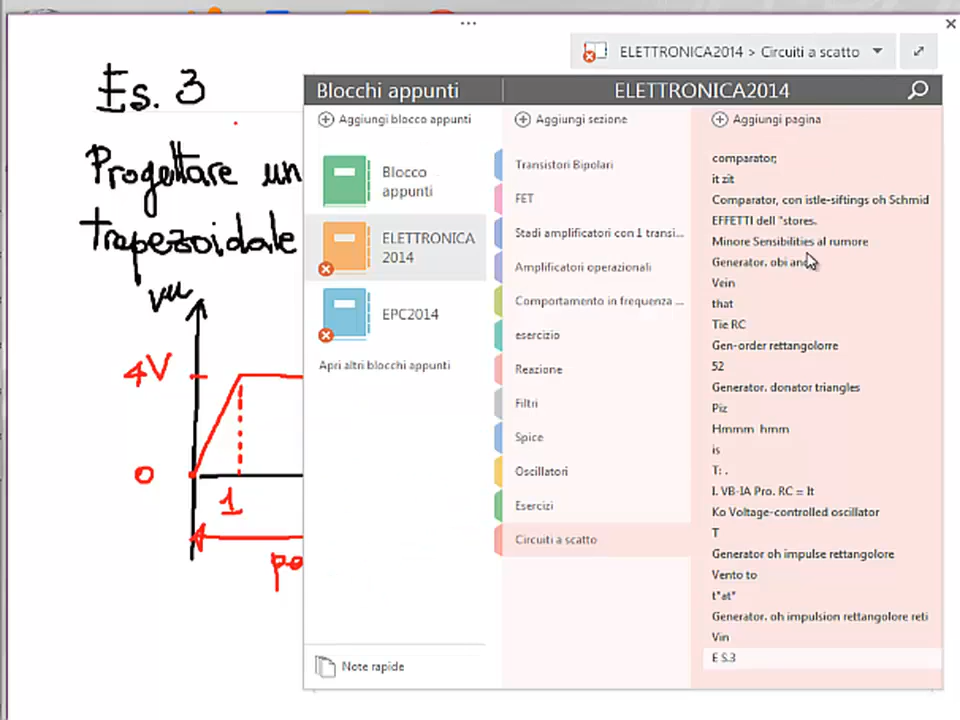 ELETTRONICA2014 > Circuiti a scatto
Es. 3
Progettare un
trapezoidale
vu
4V
0
1
Blocchi appunti
ELETTRONICA2014
Aggiungi blocco appunti
Blocco
appunti
ELETTRONICA
2014
EPC2014
Apri altri blocchi appunti
Note rapide
Aggiungi sezione
Transistori Bipolari
FET
Stadi amplificatori con 1 transi...
Amplificatori operazionali
Comportamento in frequenza ...
esercizio
Reazione
Filtri
Spice
Oscillatori
Esercizi
Circuiti a scatto
Aggiungi pagina
comparator;
it zit
Comparator, con istle-siftings oh Schmid
EFFETTI dell "stores.
Minore Sensibilities al rumore
Generator. obi
Vein
that
Tie RC
Gen-order rettangolorre
52
Generator. donator triangles
Piz
Hmmm hmm
is
T: .
I. VB-IA Pro. RC = It
Ko Voltage-controlled oscillator
T
Generator oh impulse rettangolore
Vento to
t"at"
Generator. oh impulsion rettangolore reti
Vin
E S.3